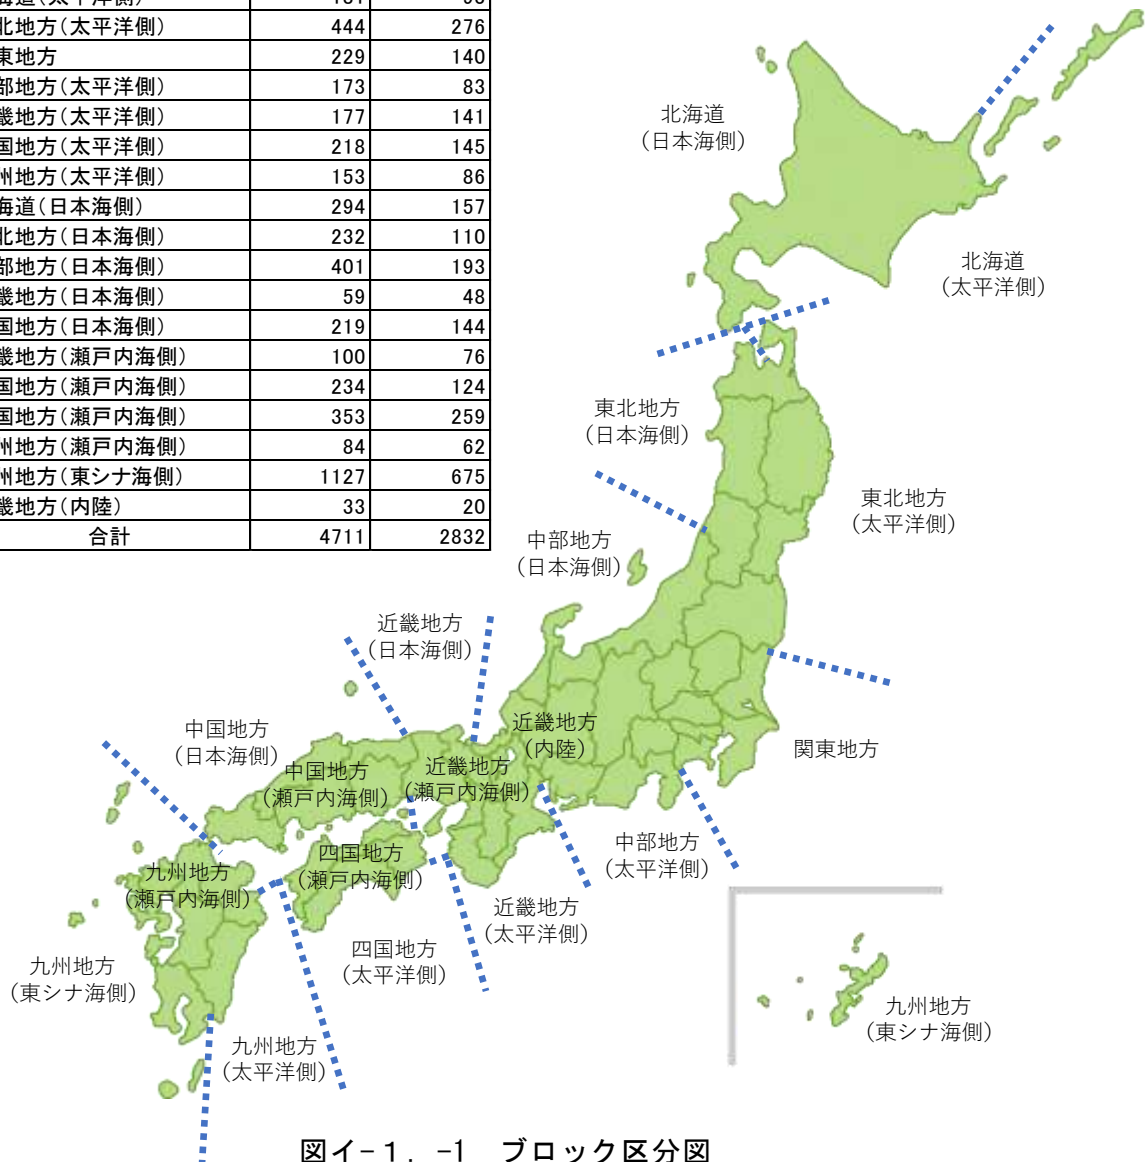 北地方(太平洋側) 444 276
東地方 229 140
部地方(太平洋側) 173 83
畿地方(太平洋側) 177 141
国地方(太平洋側) 218 145
州地方(太平洋側) 153 86
海道(日本海側) 294 157
北地方(日本海側) 232 110
部地方(日本海側) 401 193
畿地方(日本海側) 59 48
国地方(日本海側) 219 144
畿地方(瀬戸内海側) 100 76
国地方(瀬戸内海側) 234 124
国地方(瀬戸内海側) 353 259
州地方(瀬戸内海側) 84 62
州地方(東シナ海側) 1127 675
畿地方(内陸) 33 20
合計 4711 2832
北海道
(日本海側)
北海道
(太平洋側)
東北地方
(日本海側)
東北地方
(太平洋側)
中部地方
(日本海側)
近畿地方
(日本海側)
中国地方
(日本海側)
近畿地方
(内陸)
関東地方
中国地方
(瀬戸内海側)
近畿地方
(瀬戸内海側)
中部地方
(太平洋側)
四国地方
(瀬戸内海側)
九州地方
(瀬戸内海側)
近畿地方
(太平洋側)
四国地方
(太平洋側)
九州地方
(東シナ海側)
九州地方
(太平洋側)
九州地方
(東シナ海側)
図イ-1.-1 ブロック区分図